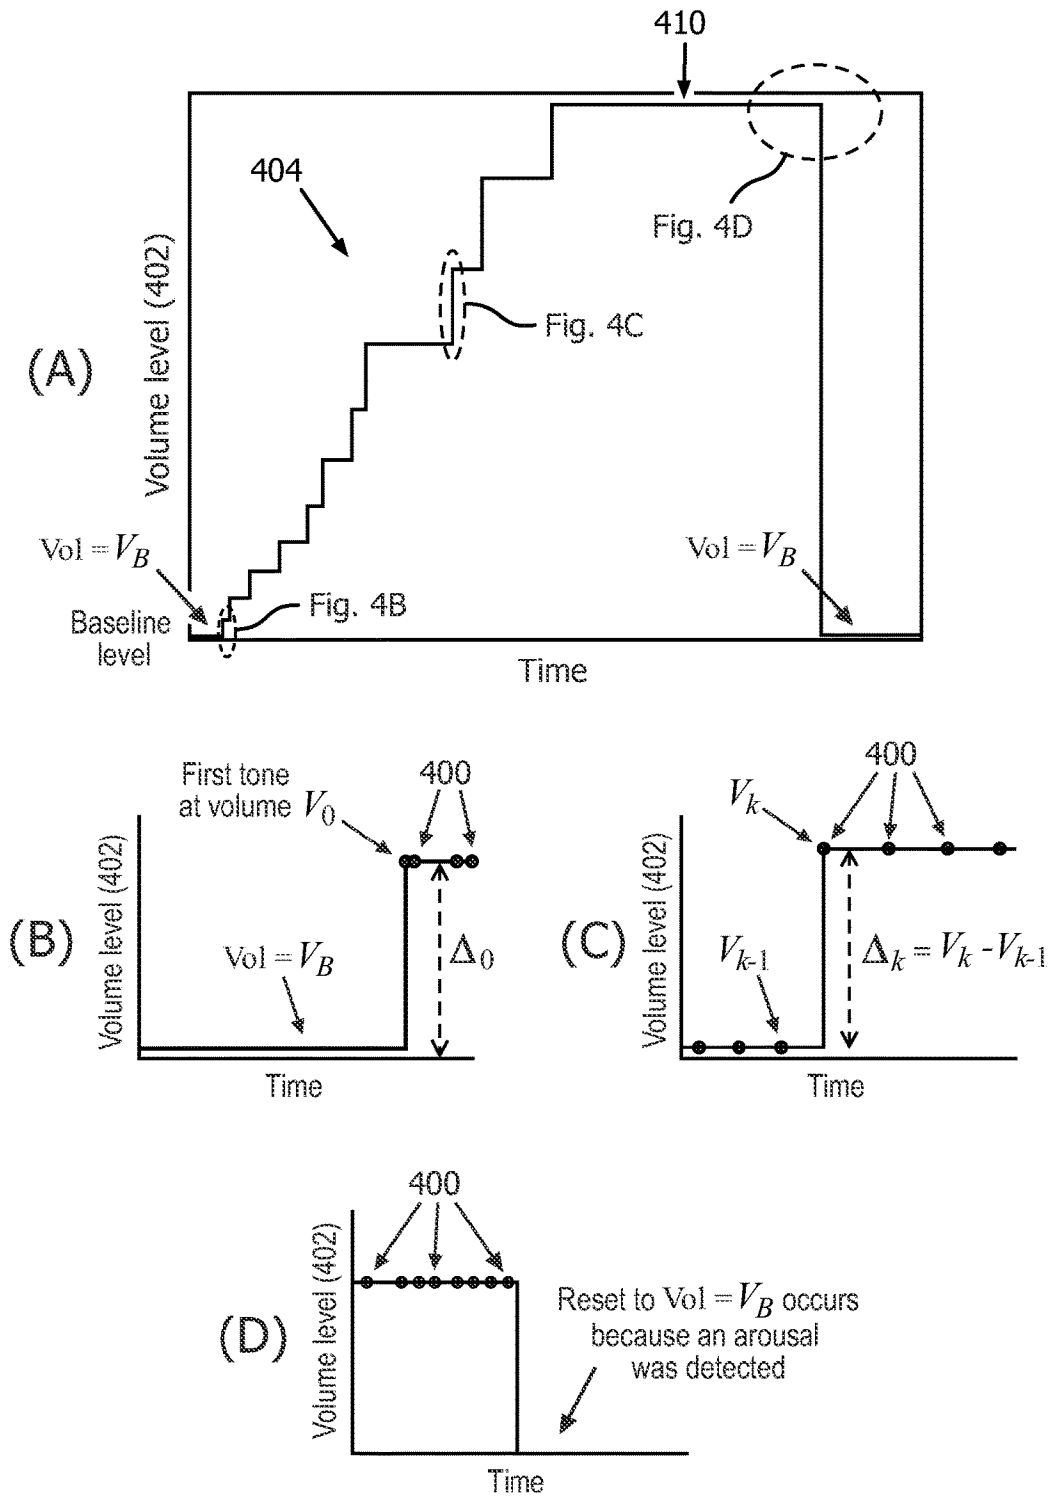 410
404
Fig. 4D
Volume level (402)
Fig. 4C
(A)
Vol = V_B
Vol = V_B
Fig. 4B
Baseline
level
Time
First tone
at volume V_0
400
Volume level (402)
(B)
Vol = V_B
Δ_0
Time
400
V_k
Volume level (402)
(C)
V_{k-1}
Δ_k = V_k - V_{k-1}
Time
400
Volume level (402)
(D)
Reset to Vol = V_B occurs
because an arousal
was detected
Time